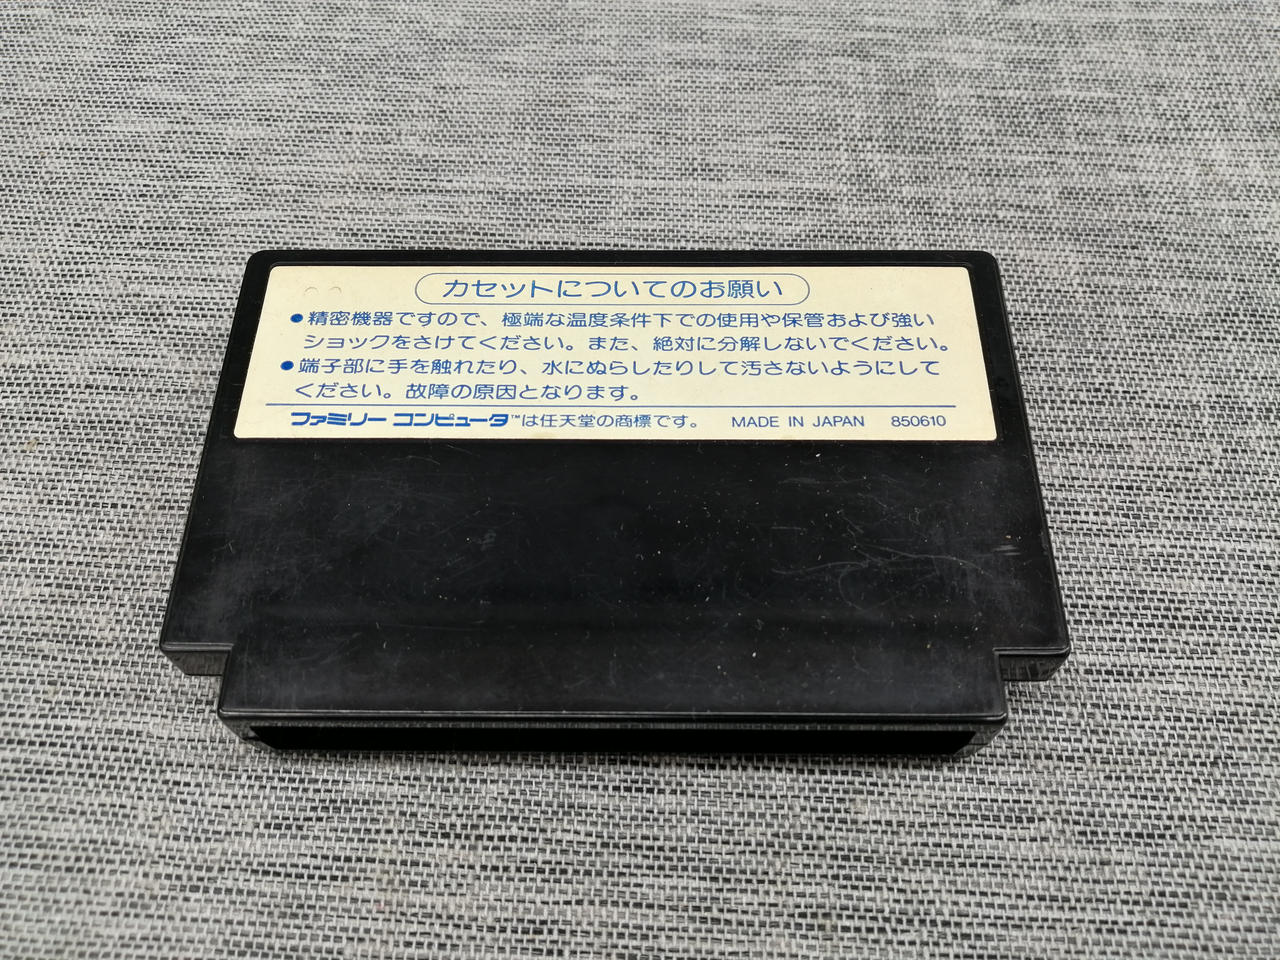 カセットについてのお願い
●精密機器ですので、極端な温度条件下での使用や保管および強い
ショックをさけてください。また、絶対に分解しないでください。
●端子部に手を触れたり、水にぬらしたりして汚さないようにして
ください。故障の原因となります。
ファミリー コンピュータ™は任天堂の商標です。 MADE IN JAPAN 850610